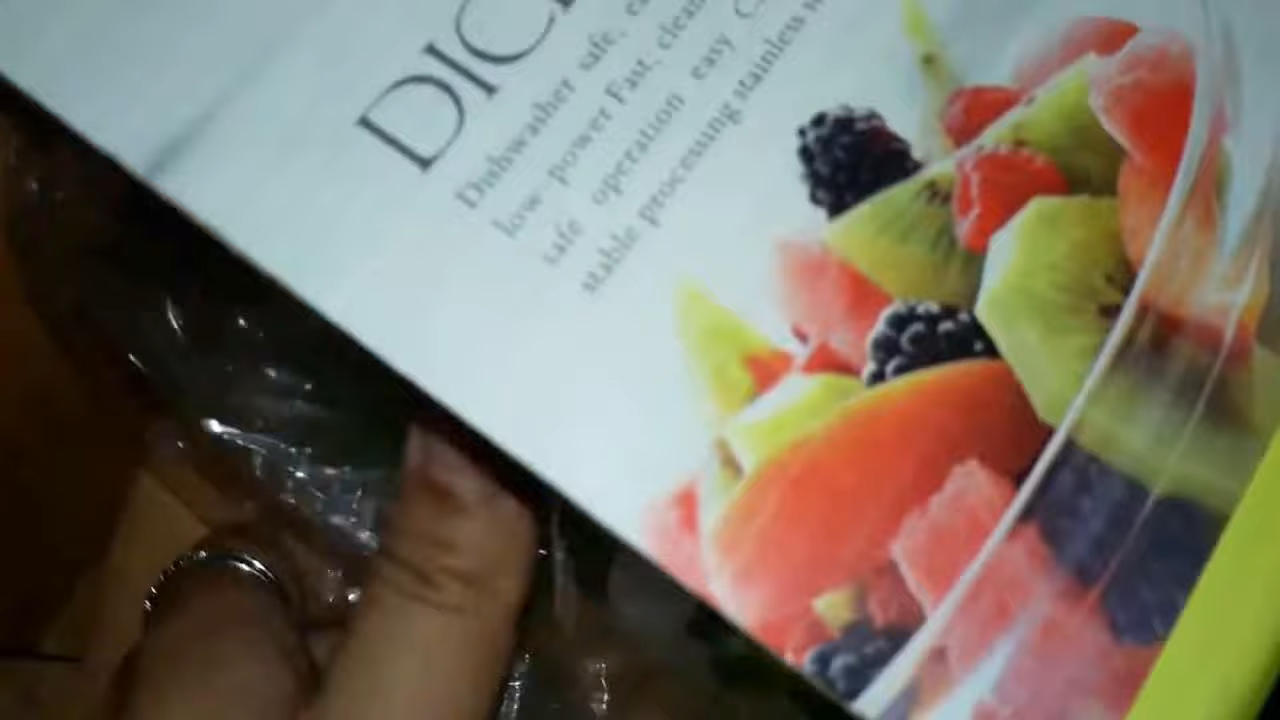 DIC
Dishwasher safe,
low power Fast, clean
safe operation easy
stable processing stainless